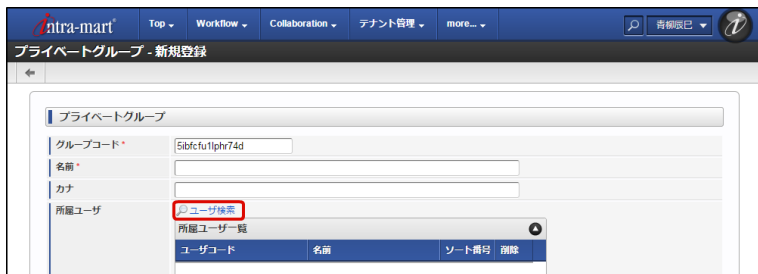 intra-mart Top Workflow Collaboration テナント管理 more... 青柳辰巳
プライベートグループ - 新規登録
プライベートグループ
グループコード * 5ibfcfu1lphr74d
名前 *
カナ
所属ユーザ ユーザ検索
所属ユーザ一覧
ユーザコード 名前 ソート番号 削除